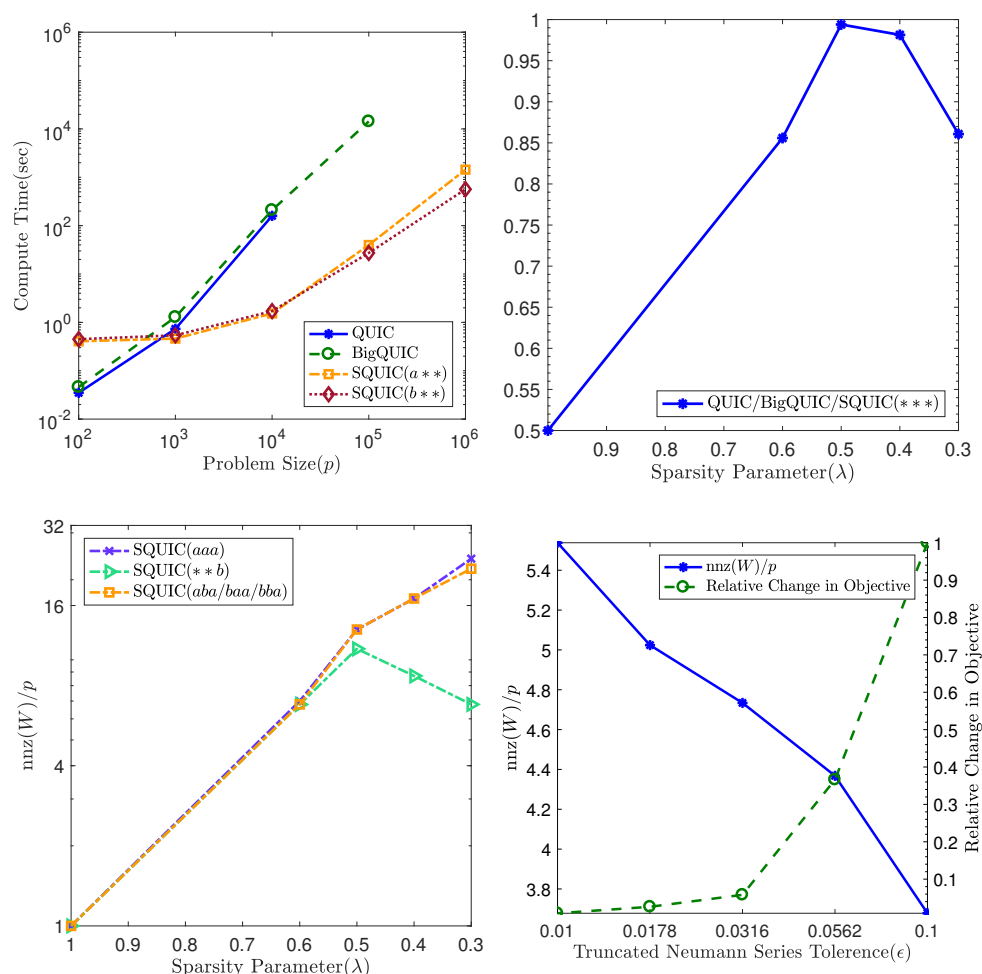 10^6
10^4
10^2
10^0
10^-2
Compute Time(sec)
QUIC
BigQUIC
SQUIC(a∗∗)
SQUIC(b∗∗)
10^2 10^3 10^4 10^5 10^6
Problem Size(p)
1
0.95
0.9
0.85
0.8
0.75
0.7
0.65
0.6
0.55
0.5
QUIC/BigQUIC/SQUIC(∗∗∗)
0.9 0.8 0.7 0.6 0.5 0.4 0.3
Sparsity Parameter(λ)
32
16
4
1
nnz(W)/p
SQUIC(aaa)
SQUIC(∗∗b)
SQUIC(aba/baa/bba)
1 0.9 0.8 0.7 0.6 0.5 0.4 0.3
Sparsity Parameter(λ)
5.4
5.2
5
4.8
4.6
4.4
4.2
4
3.8
nnz(W)/p
nnz(W)/p
Relative Change in Objective
1
0.9
0.8
0.7
0.6
0.5
0.4
0.3
0.2
0.1
Relative Change in Objective
0.01 0.0178 0.0316 0.0562 0.1
Truncated Neumann Series Tolerence(ϵ)